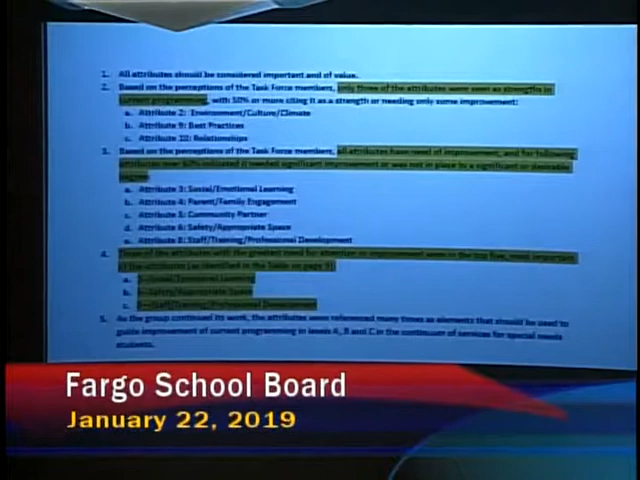 1. All attributes should be considered important and of value.
2. Based on the perceptions of the Task Force members, only three of the attributes were seen as strengths in
current programming, with 50% or more citing it as a strength or needing only some improvement:
a. Attribute 2: Environment/Culture/Climate
b. Attribute 9: Best Practices
c. Attribute 10: Relationships
3. Based on the perceptions of the Task Force members, all attributes have need of improvement, and for following
attributes over 60% indicated it needed significant improvement or was not in place to a significant or desirable
a. Attribute 3: Social/Emotional Learning
b. Attribute 4: Parent/Family Engagement
c. Attribute 5: Community Partner
d. Attribute 6: Safety/Appropriate Space
e. Attribute 8: Staff/Training/Professional Development
4. Three of the attributes with the greatest need for attention or improvement were in the top five, most important
of the attributes (as identified in the table on page 9):
a.
b.
c.
5. As the group continued its work, the attributes were referenced many times as elements that should be used to
guide improvement of current programming in levels A, B and C in the continuum of services for special needs
students.
Fargo School Board
January 22, 2019